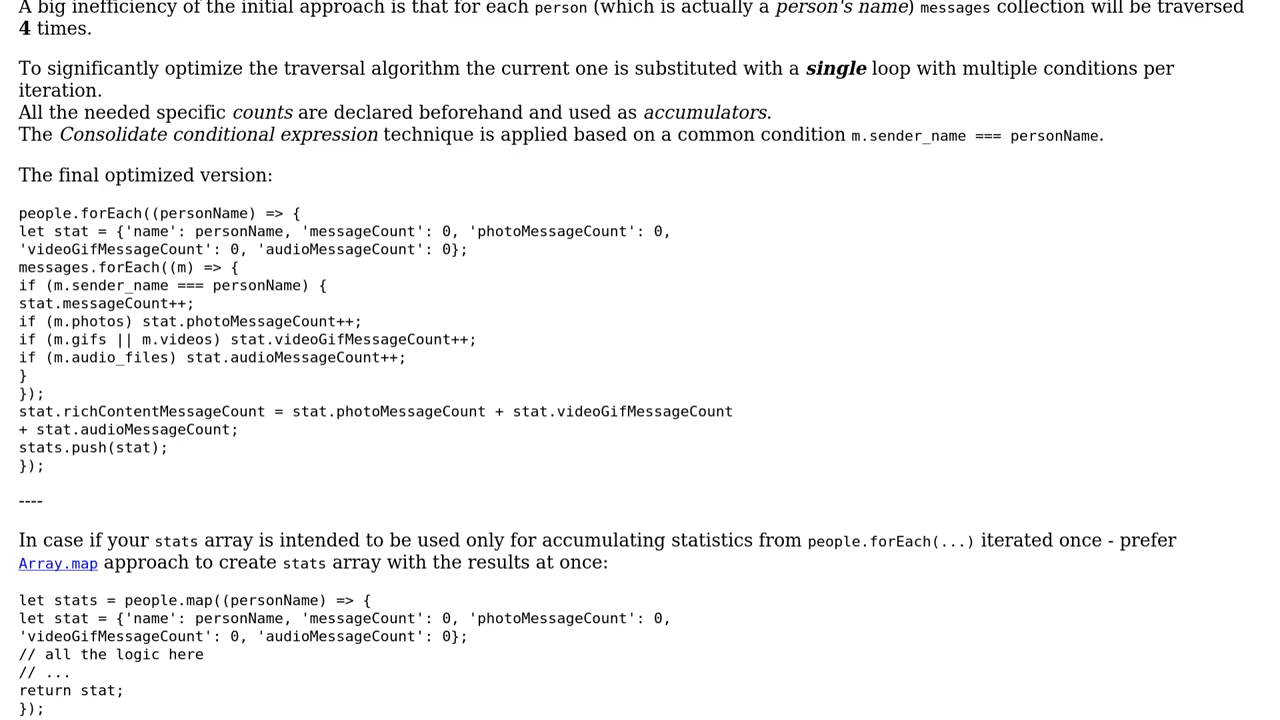 A big inefficiency of the initial approach is that for each person (which is actually a person's name) messages collection will be traversed
4 times.
To significantly optimize the traversal algorithm the current one is substituted with a single loop with multiple conditions per
iteration.
All the needed specific counts are declared beforehand and used as accumulators.
The Consolidate conditional expression technique is applied based on a common condition m.sender_name === personName.
The final optimized version:
people.forEach((personName) => {
let stat = {'name': personName, 'messageCount': 0, 'photoMessageCount': 0,
'videoGifMessageCount': 0, 'audioMessageCount': 0};
messages.forEach((m) => {
if (m.sender_name === personName) {
stat.messageCount++;
if (m.photos) stat.photoMessageCount++;
if (m.gifs || m.videos) stat.videoGifMessageCount++;
if (m.audio_files) stat.audioMessageCount++;
}
});
stat.richContentMessageCount = stat.photoMessageCount + stat.videoGifMessageCount
+ stat.audioMessageCount;
stats.push(stat);
});
----
In case if your stats array is intended to be used only for accumulating statistics from people.forEach(...) iterated once - prefer
Array.map approach to create stats array with the results at once:
let stats = people.map((personName) => {
let stat = {'name': personName, 'messageCount': 0, 'photoMessageCount': 0,
'videoGifMessageCount': 0, 'audioMessageCount': 0};
// all the logic here
// ...
return stat;
});